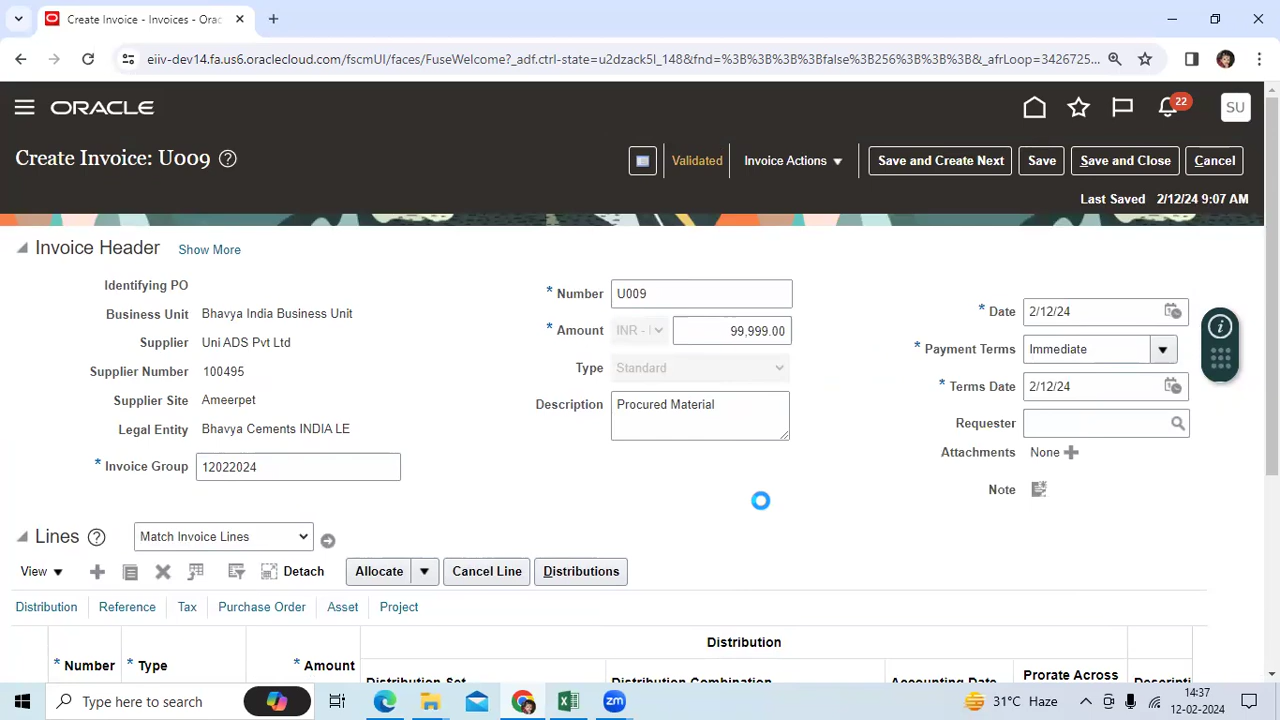 Create Invoice - Invoices - Orac
eiiv-dev14.fa.us6.oraclecloud.com/fscmUI/faces/FuseWelcome?_adf.ctrl-state=u2dzack5l_148&fnd=%3B%3B%3B%3Bfalse%3B256%3B%3B%3B&_afrLoop=3426725...
ORACLE
22
SU
Create Invoice: U009
Validated
Invoice Actions
Save and Create Next
Save
Save and Close
Cancel
Last Saved 2/12/24 9:07 AM
Invoice Header
Show More
Identifying PO
Business Unit Bhavya India Business Unit
Supplier Uni ADS Pvt Ltd
Supplier Number 100495
Supplier Site Ameerpet
Legal Entity Bhavya Cements INDIA LE
* Invoice Group 12022024
* Number U009
* Amount INR - 99,999.00
Type Standard
Description Procured Material
* Date 2/12/24
* Payment Terms Immediate
* Terms Date 2/12/24
Requester
Attachments None
Note
Lines
Match Invoice Lines
View
Detach
Allocate
Cancel Line
Distributions
Distribution
Reference
Tax
Purchase Order
Asset
Project
Distribution
* Number
* Type
* Amount
Distribution Set
Distribution Combination
Accounting Date
Prorate Across
Descripti
Type here to search
zm
31°C Haze
14:37
12-02-2024